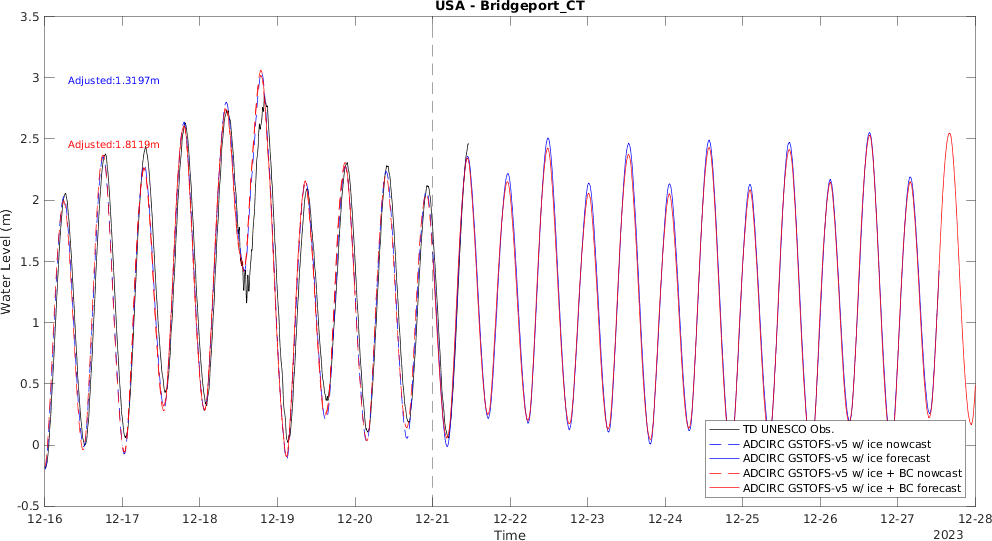 USA - Bridgeport_CT
3.5
3
2.5
2
1.5
1
0.5
0
-0.5
Water Level (m)
Adjusted:1.3197m
Adjusted:1.8119m
TD UNESCO Obs.
ADCIRC GSTOFS-v5 w/ ice nowcast
ADCIRC GSTOFS-v5 w/ ice forecast
ADCIRC GSTOFS-v5 w/ ice + BC nowcast
ADCIRC GSTOFS-v5 w/ ice + BC forecast
12-16 12-17 12-18 12-19 12-20 12-21 12-22 12-23 12-24 12-25 12-26 12-27 12-28
Time
2023